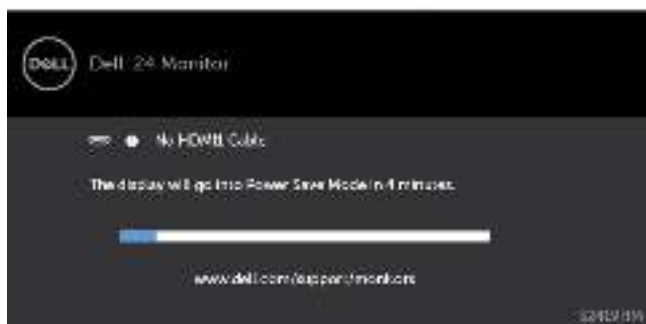 DELL
Dell 24 Monitor
No HDMI1 Cable
The display will go into Power Save Mode in 4 minutes.
www.dell.com/support/monitors